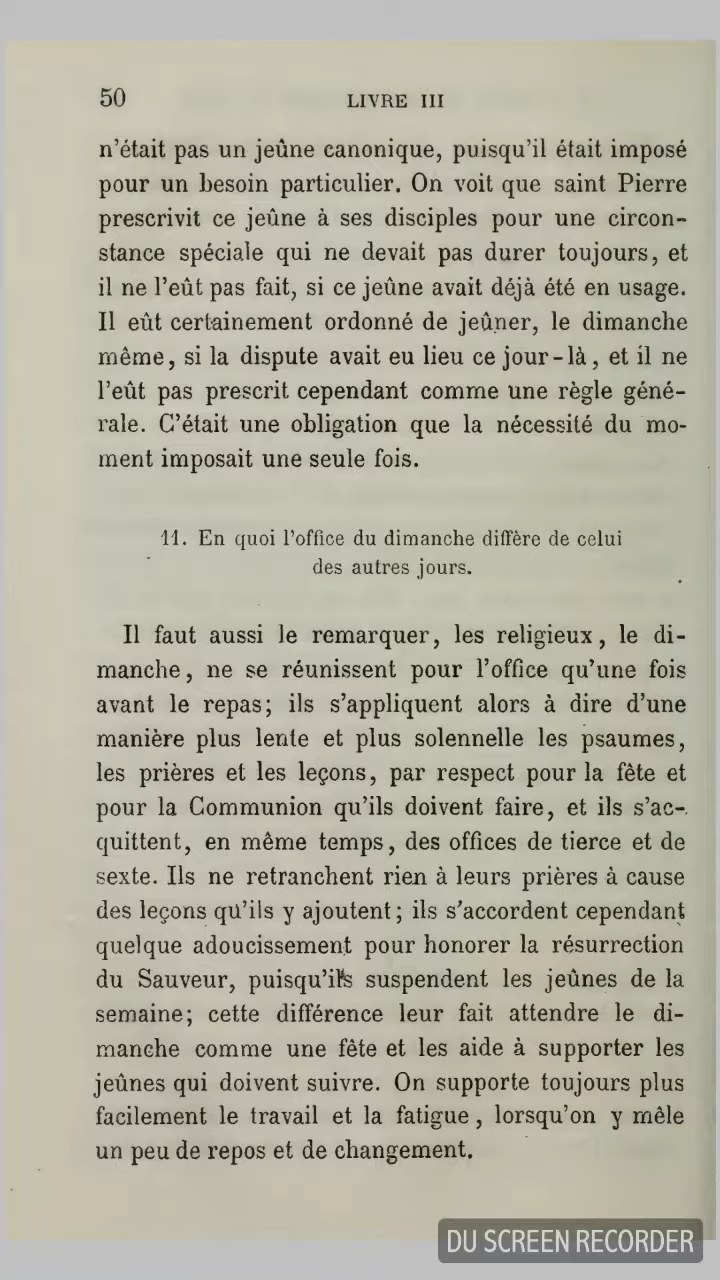 50 LIVRE III
n'était pas un jeûne canonique, puisqu'il était imposé
pour un besoin particulier. On voit que saint Pierre
prescrivit ce jeûne à ses disciples pour une circon-
stance spéciale qui ne devait pas durer toujours, et
il ne l'eût pas fait, si ce jeûne avait déjà été en usage.
Il eût certainement ordonné de jeûner, le dimanche
même, si la dispute avait eu lieu ce jour-là, et il ne
l'eût pas prescrit cependant comme une règle géné-
rale. C'était une obligation que la nécessité du mo-
ment imposait une seule fois.
11. En quoi l'office du dimanche diffère de celui
des autres jours.
Il faut aussi le remarquer, les religieux, le di-
manche, ne se réunissent pour l'office qu'une fois
avant le repas; ils s'appliquent alors à dire d'une
manière plus lente et plus solennelle les psaumes,
les prières et les leçons, par respect pour la fête et
pour la Communion qu'ils doivent faire, et ils s'ac-
quittent, en même temps, des offices de tierce et de
sexte. Ils ne retranchent rien à leurs prières à cause
des leçons qu'ils y ajoutent; ils s'accordent cependant
quelque adoucissement pour honorer la résurrection
du Sauveur, puisqu'ils suspendent les jeûnes de la
semaine; cette différence leur fait attendre le di-
manche comme une fête et les aide à supporter les
jeûnes qui doivent suivre. On supporte toujours plus
facilement le travail et la fatigue, lorsqu'on y mêle
un peu de repos et de changement.
DU SCREEN RECORDER